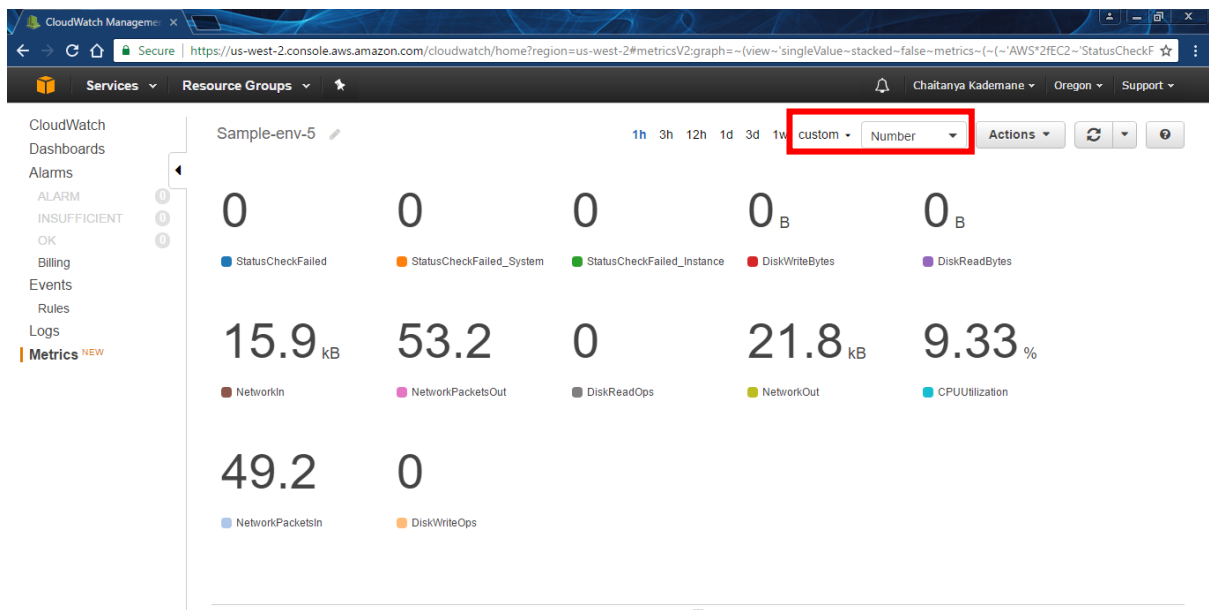 CloudWatch Managemen
Secure https://us-west-2.console.aws.amazon.com/cloudwatch/home?region=us-west-2#metricsV2:graph=~(view~'singleValue~stacked~false~metrics~(~(~'AWS*2fEC2~'StatusCheckF
Services Resource Groups Chaitanya Kademane Oregon Support
CloudWatch
Dashboards
Alarms
ALARM 0
INSUFFICIENT 0
OK 0
Billing
Events
Rules
Logs
Metrics NEW
Sample-env-5 1h 3h 12h 1d 3d 1w custom Number Actions
0 0 0 0 B 0 B
StatusCheckFailed StatusCheckFailed_System StatusCheckFailed_Instance DiskWriteBytes DiskReadBytes
15.9 kB 53.2 0 21.8 kB 9.33 %
NetworkIn NetworkPacketsOut DiskReadOps NetworkOut CPUUtilization
49.2 0
NetworkPacketsIn DiskWriteOps